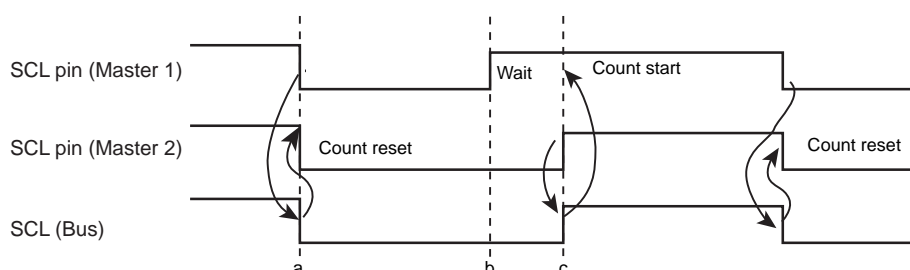 SCL pin (Master 1)
Wait
Count start
SCL pin (Master 2)
Count reset
Count reset
SCL (Bus)
a
b
c